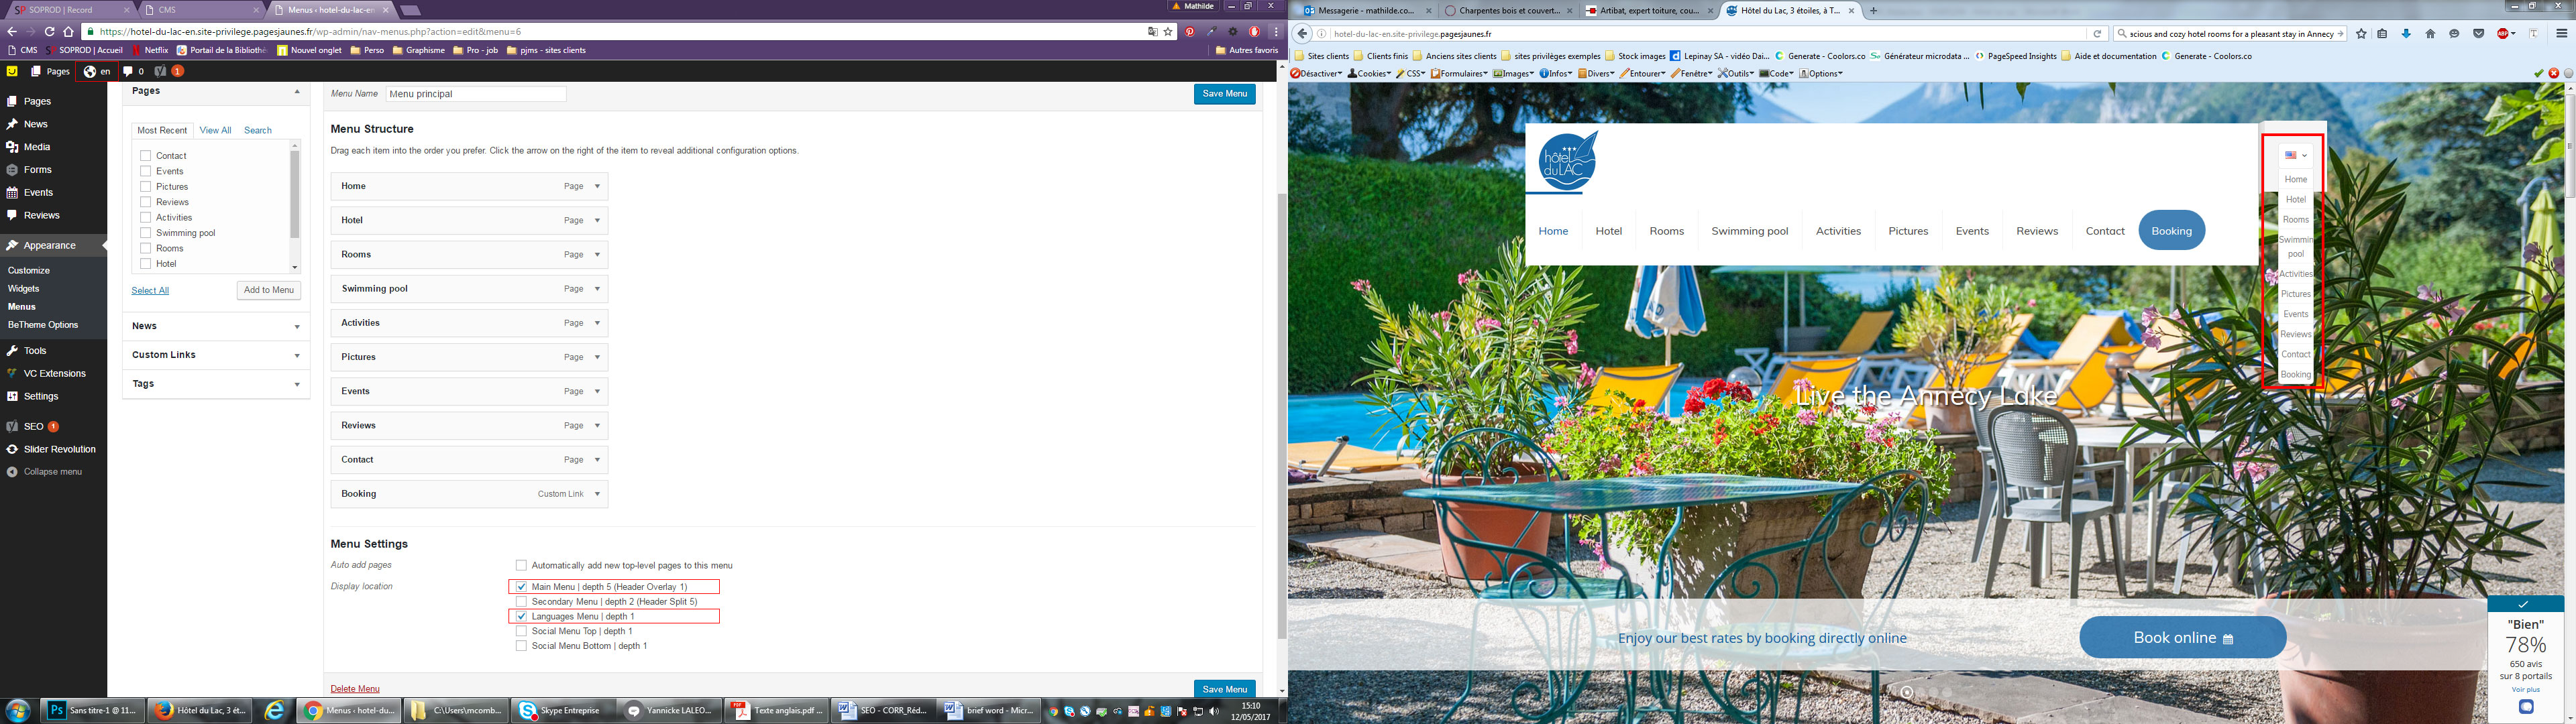 SOPROD | Record
CMS
Menus ‹ hotel-du-lac-en
Mathilde
https://hotel-du-lac-en.site-privilege.pagesjaunes.fr/wp-admin/nav-menus.php?action=edit&menu=6
CMS
SOPROD | Accueil
Netflix
Portail de la Biblioth
Nouvel onglet
Perso
Graphisme
Pro - job
pjms - sites clients
Autres favoris
Pages
en
0
1
Pages
News
Media
Forms
Events
Reviews
Appearance
Customize
Widgets
Menus
BeTheme Options
Tools
VC Extensions
Settings
SEO 1
Slider Revolution
Collapse menu
Pages
Most Recent
View All
Search
Contact
Events
Pictures
Reviews
Activities
Swimming pool
Rooms
Hotel
Select All
Add to Menu
News
Custom Links
Tags
Menu Name
Menu principal
Save Menu
Menu Structure
Drag each item into the order you prefer. Click the arrow on the right of the item to reveal additional configuration options.
Home Page
Hotel Page
Rooms Page
Swimming pool Page
Activities Page
Pictures Page
Events Page
Reviews Page
Contact Page
Booking Custom Link
Menu Settings
Auto add pages
Automatically add new top-level pages to this menu
Display location
Main Menu | depth 5 (Header Overlay 1)
Secondary Menu | depth 2 (Header Split 5)
Languages Menu | depth 1
Social Menu Top | depth 1
Social Menu Bottom | depth 1
Delete Menu
Save Menu
Sans titre-1 @ 11...
Hôtel du Lac, 3 ét...
Menus ‹ hotel-du...
C:\Users\mcomb...
Skype Entreprise
Yannicke LALEO...
Texte anglais.pdf ...
SEO - CORR_Réd...
brief word - Micr...
15:10
12/05/2017
Messagerie - mathilde.co...
Charpentes bois et couvert...
Artibat, expert toiture, cou...
Hôtel du Lac, 3 étoiles, à T...
hotel-du-lac-en.site-privilege.pagesjaunes.fr
scious and cozy hotel rooms for a pleasant stay in Annecy
Sites clients
Clients finis
Anciens sites clients
sites privilèges exemples
Stock images
Lepinay SA - vidéo Dai...
Generate - Coolors.co
Générateur microdata ...
PageSpeed Insights
Aide et documentation
Generate - Coolors.co
Désactiver
Cookies
CSS
Formulaires
Images
Infos
Divers
Entourer
Fenêtre
Outils
Code
Options
hôtel
du LAC
Home
Hotel
Rooms
Swimming pool
Activities
Pictures
Events
Reviews
Contact
Booking
Home
Hotel
Rooms
Swimmin
pool
Activities
Pictures
Events
Reviews
Contact
Booking
Live the Annecy Lake
Enjoy our best rates by booking directly online
Book online
"Bien"
78%
650 avis
sur 8 portails
Voir plus